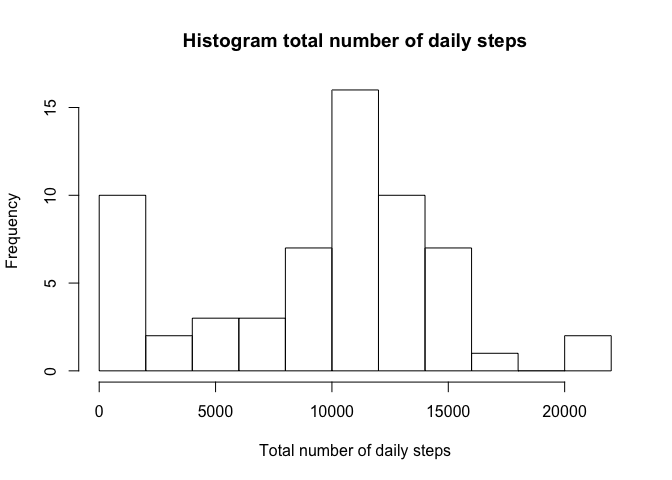 Histogram total number of daily steps
Frequency
15
10
5
0
0 5000 10000 15000 20000
Total number of daily steps